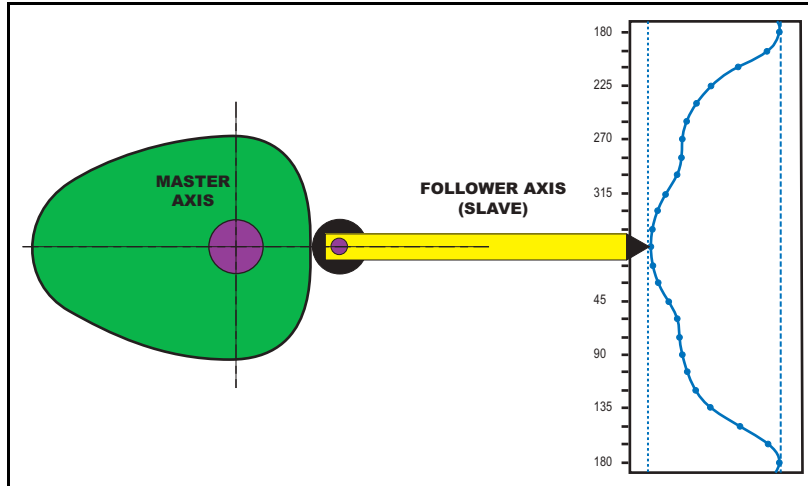 MASTER
AXIS
FOLLOWER AXIS
(SLAVE)
180
225
270
315
45
90
135
180